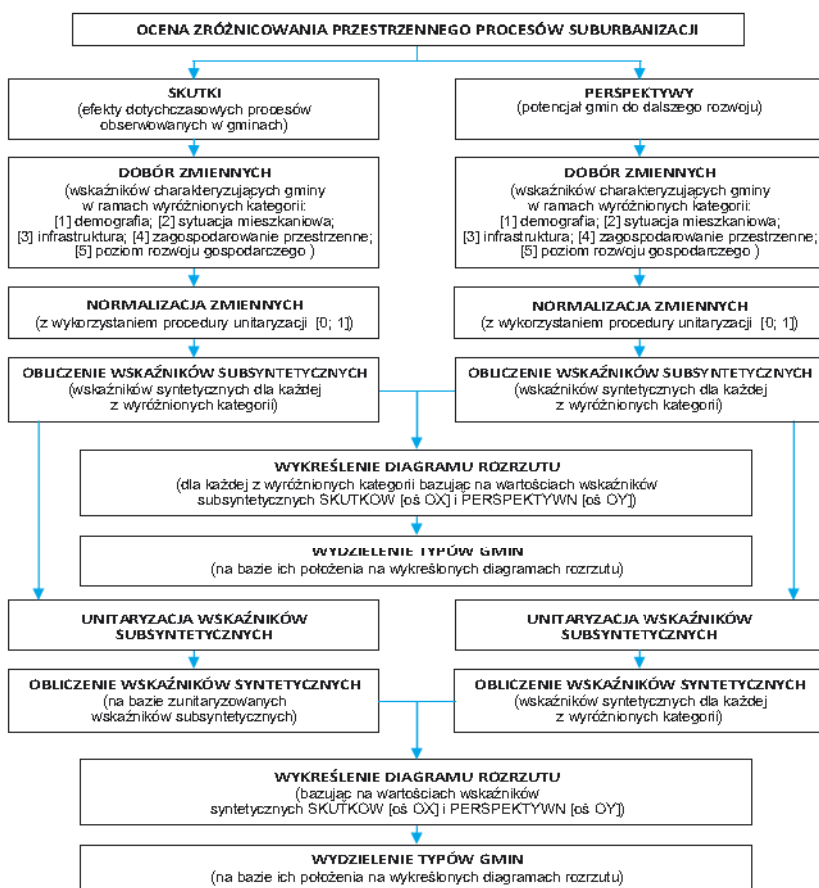 OCENA ZRÓŻNICOWANIA PRZESTRZENNEGO PROCESÓW SUBURBANIZACJI
SKUTKI
(efekty dotychczasowych procesów
obserwowanych w gminach)
PERSPEKTYWY
(potencjał gmin do dalszego rozwoju)
DOBÓR ZMIENNYCH
(wskaźników charakteryzujących gminy
w ramach wyróżnionych kategorii:
[1] demografia; [2] sytuacja mieszkaniowa;
[3] infrastruktura; [4] zagospodarowanie przestrzenne;
[5] poziom rozwoju gospodarczego )
DOBÓR ZMIENNYCH
(wskaźników charakteryzujących gminy
w ramach wyróżnionych kategorii:
[1] demografia; [2] sytuacja mieszkaniowa;
[3] infrastruktura; [4] zagospodarowanie przestrzenne;
[5] poziom rozwoju gospodarczego )
NORMALIZACJA ZMIENNYCH
(z wykorzystaniem procedury unitaryzacji [0; 1])
NORMALIZACJA ZMIENNYCH
(z wykorzystaniem procedury unitaryzacji [0; 1])
OBLICZENIE WSKAŹNIKÓW SUBSYNTETYCZNYCH
(wskaźników syntetycznych dla każdej
z wyróżnionych kategorii)
OBLICZENIE WSKAŹNIKÓW SUBSYNTETYCZNYCH
(wskaźników syntetycznych dla każdej
z wyróżnionych kategorii)
WYKREŚLENIE DIAGRAMU ROZRZUTU
(dla każdej z wyróżnionych kategorii bazując na wartościach wskaźników
subsyntetycznych SKUTKOW [oś OX] i PERSPEKTYWN [oś OY])
WYDZIELENIE TYPÓW GMIN
(na bazie ich położenia na wykreślonych diagramach rozrzutu)
UNITARYZACJA WSKAŹNIKÓW
SUBSYNTETYCZNYCH
UNITARYZACJA WSKAŹNIKÓW
SUBSYNTETYCZNYCH
OBLICZENIE WSKAŹNIKÓW SYNTETYCZNYCH
(na bazie zunitaryzowanych
wskaźników subsyntetycznych)
OBLICZENIE WSKAŹNIKÓW SYNTETYCZNYCH
(wskaźników syntetycznych dla każdej
z wyróżnionych kategorii)
WYKREŚLENIE DIAGRAMU ROZRZUTU
(bazując na wartościach wskaźników
syntetycznych SKUTKOW [oś OX] i PERSPEKTYWN [oś OY])
WYDZIELENIE TYPÓW GMIN
(na bazie ich położenia na wykreślonych diagramach rozrzutu)